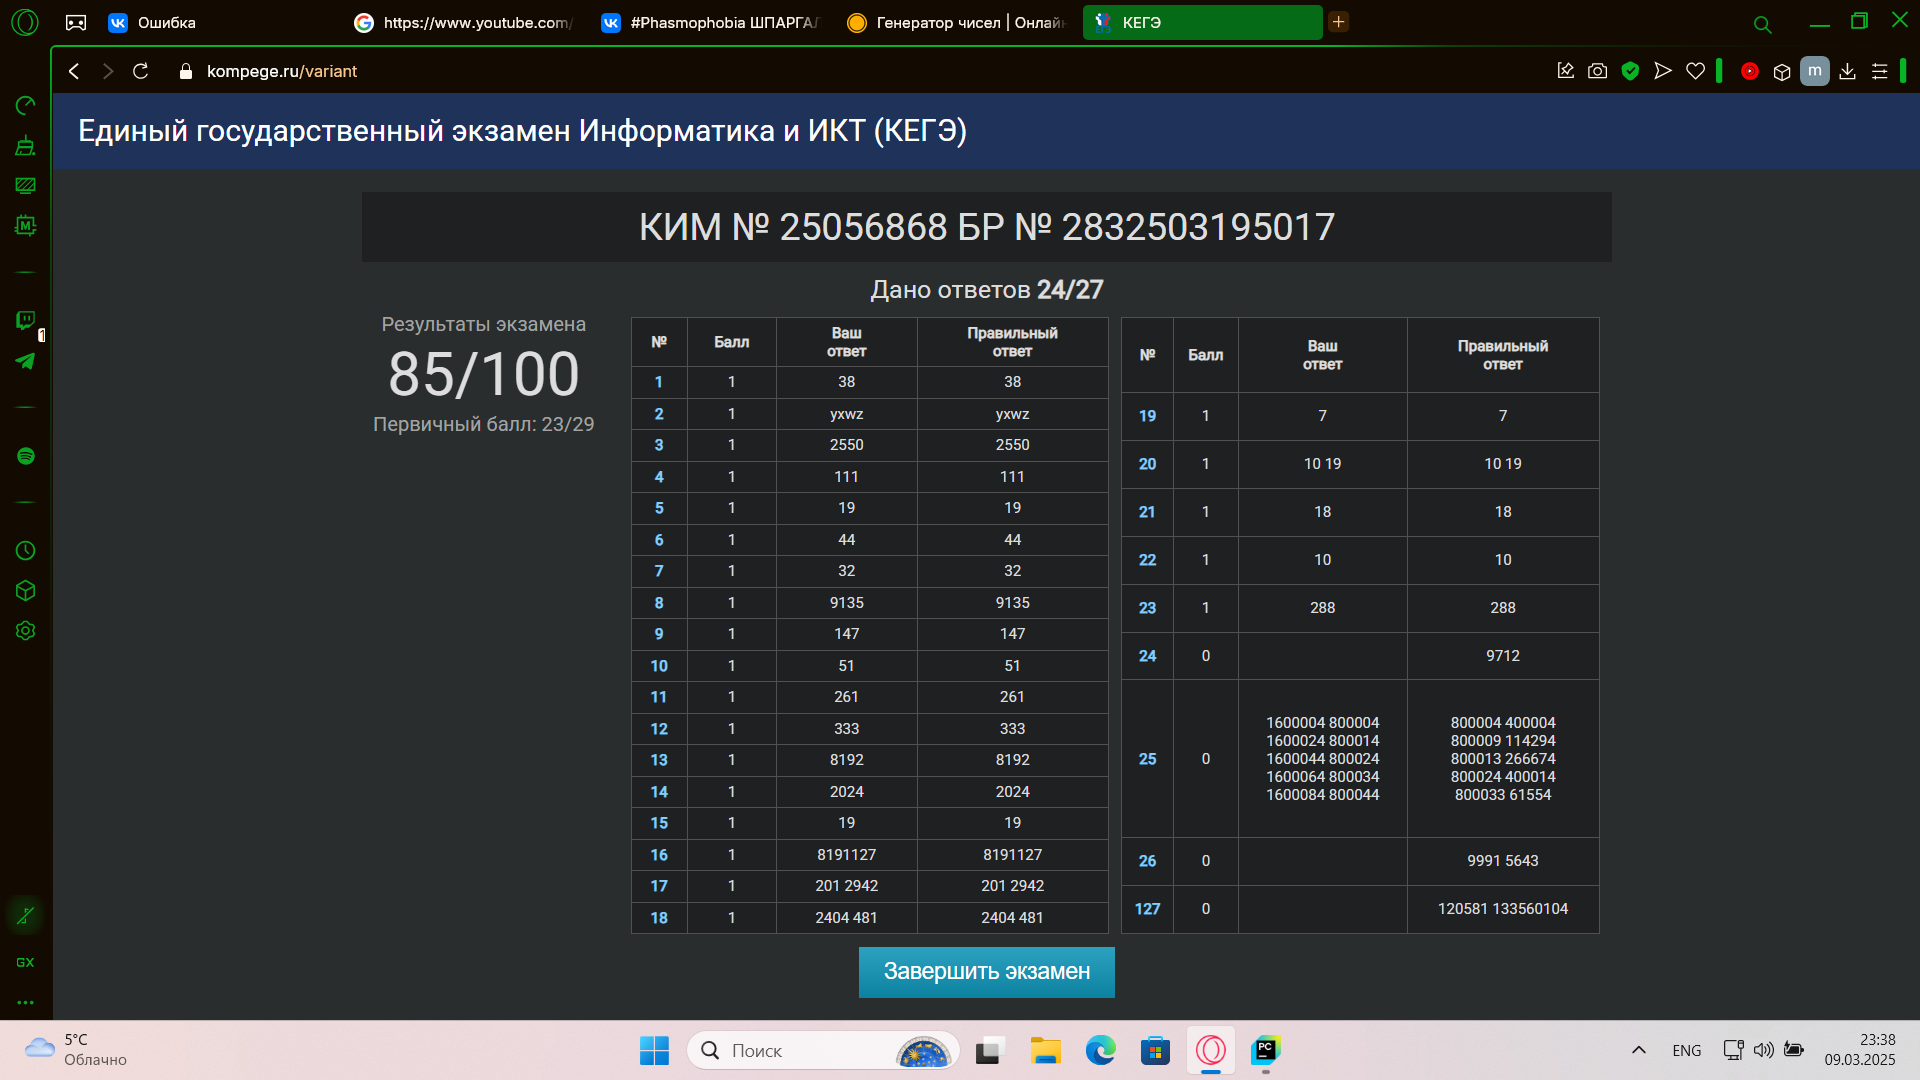 Ошибка
https://www.youtube.com/
#Phasmophobia ШПАРГАЛ
Генератор чисел | Онлайн
КЕГЭ
kompege.ru/variant
m
Единый государственный экзамен Информатика и ИКТ (КЕГЭ)
КИМ № 25056868 БР № 2832503195017
Дано ответов 24/27
Результаты экзамена
85/100
Первичный балл: 23/29
№ Балл Ваш ответ Правильный ответ
1 1 38 38
2 1 yxwz yxwz
3 1 2550 2550
4 1 111 111
5 1 19 19
6 1 44 44
7 1 32 32
8 1 9135 9135
9 1 147 147
10 1 51 51
11 1 261 261
12 1 333 333
13 1 8192 8192
14 1 2024 2024
15 1 19 19
16 1 8191127 8191127
17 1 201 2942 201 2942
18 1 2404 481 2404 481
№ Балл Ваш ответ Правильный ответ
19 1 7 7
20 1 10 19 10 19
21 1 18 18
22 1 10 10
23 1 288 288
24 0 9712
25 0
1600004 800004 800004 400004
1600024 800014 800009 114294
1600044 800024 800013 266674
1600064 800034 800024 400014
1600084 800044 800033 61554
26 0 9991 5643
127 0 120581 133560104
Завершить экзамен
GX
5°C
Облачно
Поиск
PC
ENG
23:38
09.03.2025